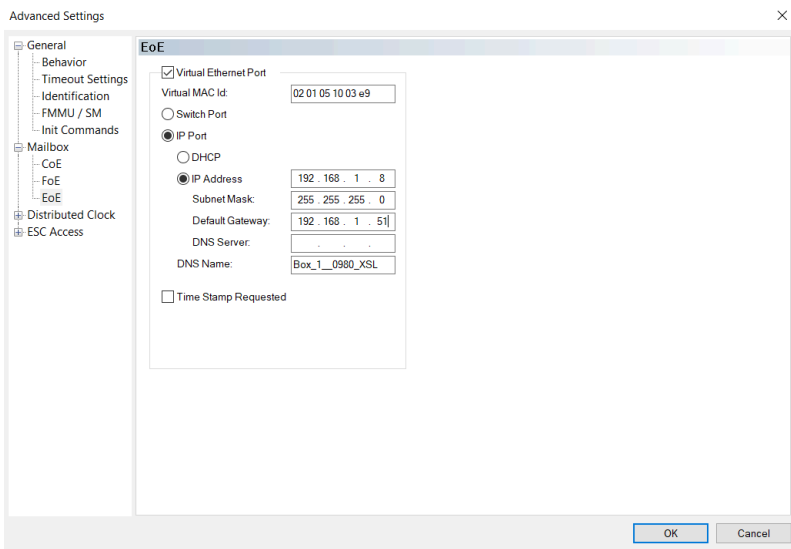 Advanced Settings
General
Behavior
Timeout Settings
Identification
FMMU / SM
Init Commands
Mailbox
CoE
FoE
EoE
Distributed Clock
ESC Access
EoE
Virtual Ethernet Port
Virtual MAC Id: 02 01 05 10 03 e9
Switch Port
IP Port
DHCP
IP Address 192 . 168 . 1 . 8
Subnet Mask: 255 . 255 . 255 . 0
Default Gateway: 192 . 168 . 1 . 51
DNS Server: . . .
DNS Name: Box_1__0980_XSL
Time Stamp Requested
OK Cancel